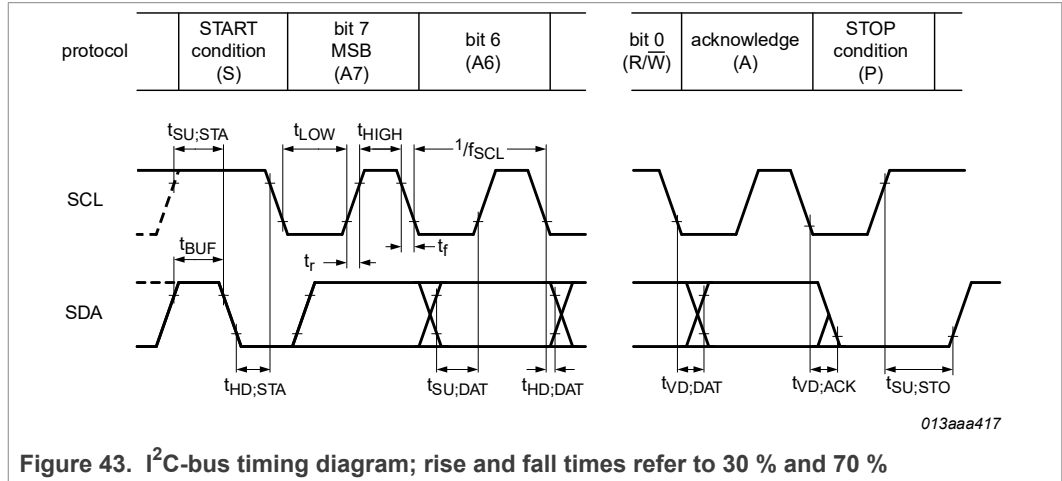 protocol
START
condition
(S)
bit 7
MSB
(A7)
bit 6
(A6)
bit 0
(R/W̅)
acknowledge
(A)
STOP
condition
(P)
tSU;STA
tLOW
tHIGH
1/fSCL
SCL
tBUF
tr
tf
SDA
tHD;STA
tSU;DAT
tHD;DAT
tVD;DAT
tVD;ACK
tSU;STO
013aaa417
Figure 43. I²C-bus timing diagram; rise and fall times refer to 30 % and 70 %